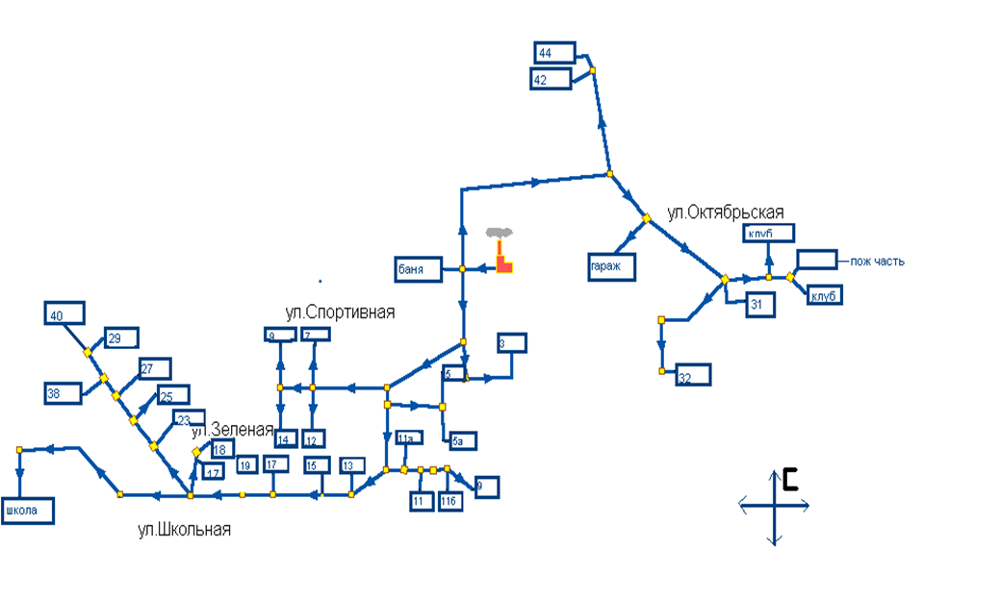 44
42
ул.Октябрьская
клуб
пож часть
баня
гараж
клуб
31
40
ул.Спортивная
29
9
7
3
27
5
32
38
25
23
ул.Зеленая
14
12
5а
11а
18
17
19
17
15
13
9
11
11б
школа
ул.Школьная
С